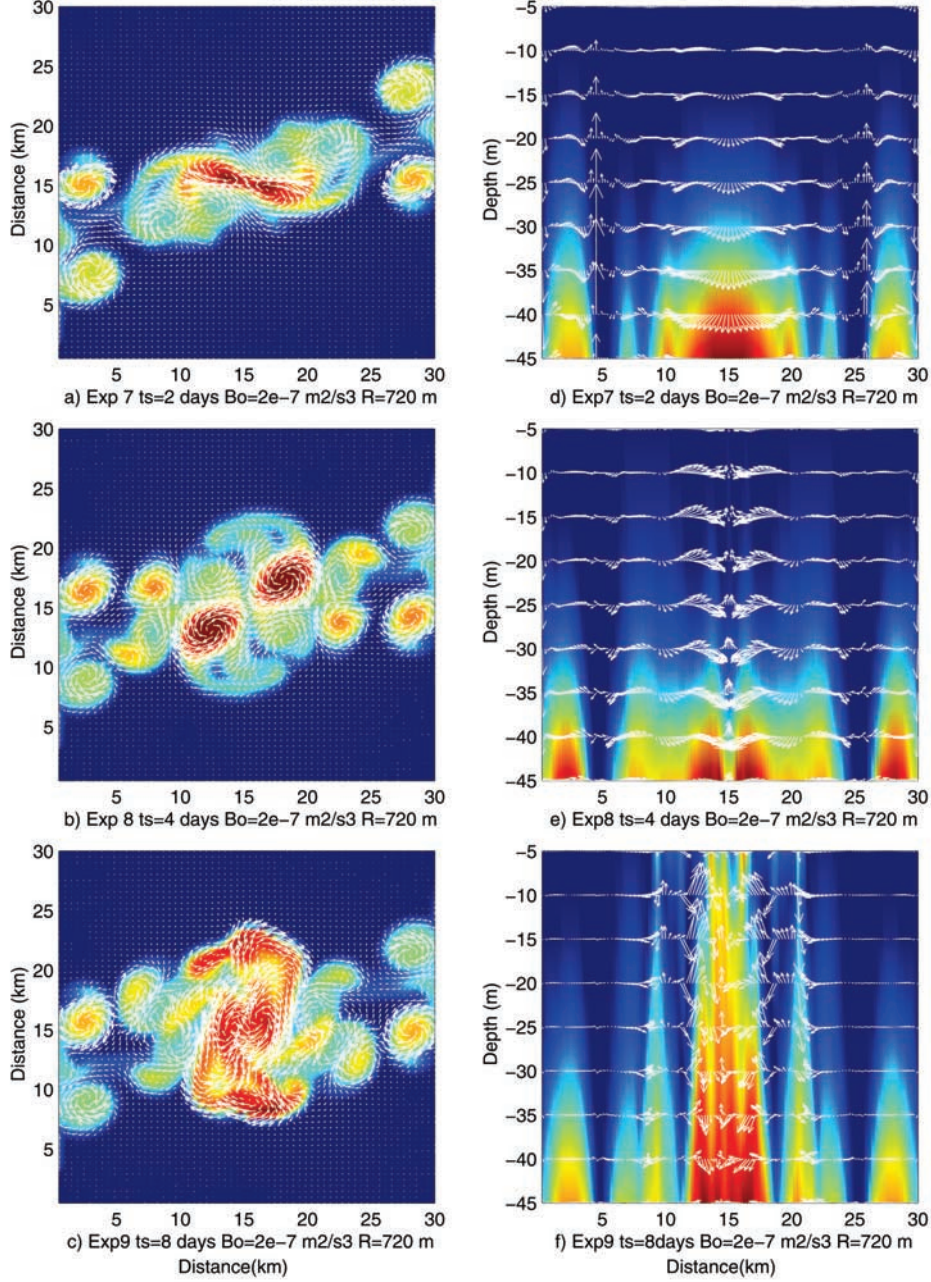 30
25
20
15
10
5
Distance (km)
5 10 15 20 25 30
a) Exp 7 ts=2 days Bo=2e−7 m2/s3 R=720 m
−5
−10
−15
−20
−25
−30
−35
−40
−45
Depth (m)
5 10 15 20 25 30
d) Exp7 ts=2 days Bo=2e−7 m2/s3 R=720 m
30
25
20
15
10
5
Distance (km)
5 10 15 20 25 30
b) Exp 8 ts=4 days Bo=2e−7 m2/s3 R=720 m
−5
−10
−15
−20
−25
−30
−35
−40
−45
Depth (m)
5 10 15 20 25 30
e) Exp8 ts=4 days Bo=2e−7 m2/s3 R=720 m
30
25
20
15
10
5
Distance (km)
5 10 15 20 25 30
c) Exp9 ts=8 days Bo=2e−7 m2/s3 R=720 m
Distance(km)
−5
−10
−15
−20
−25
−30
−35
−40
−45
Depth (m)
5 10 15 20 25 30
f) Exp9 ts=8days Bo=2e−7 m2/s3 R=720 m
Distance(km)